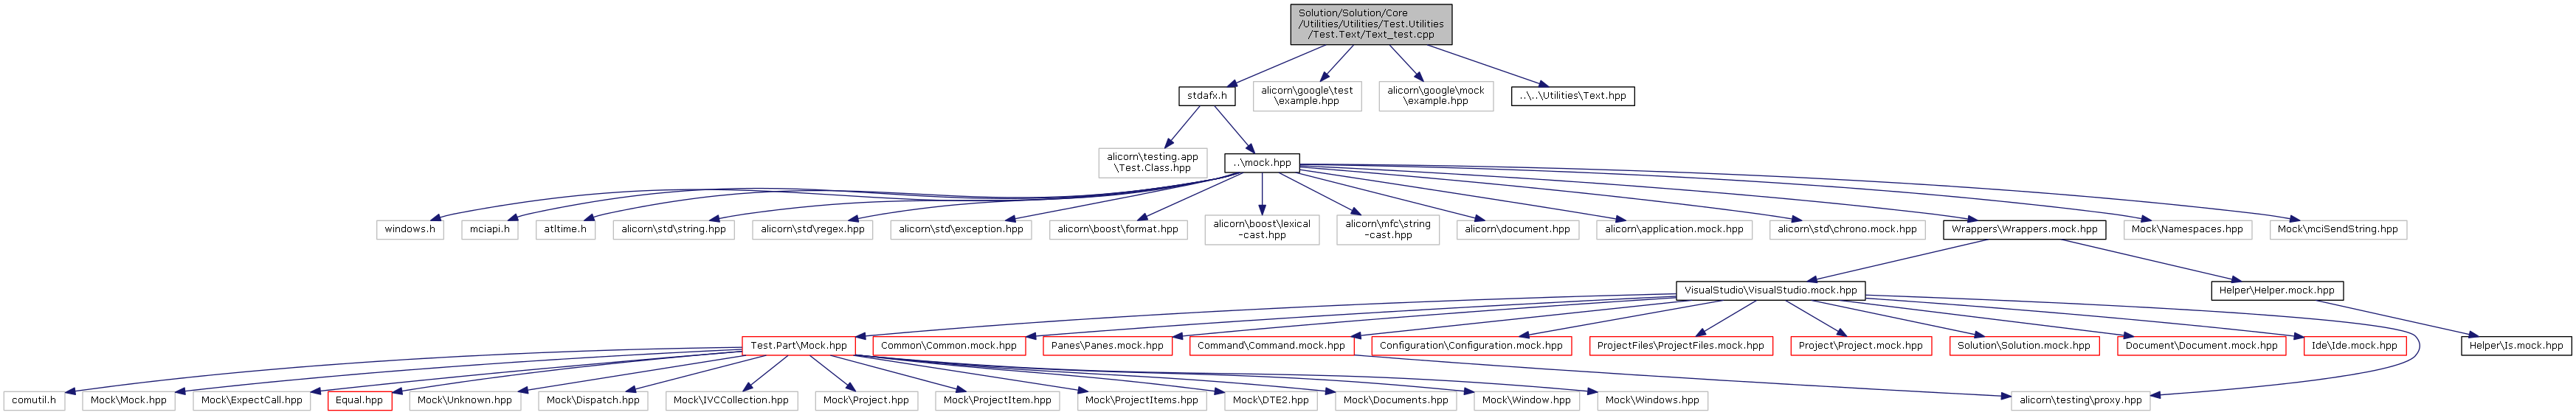 Solution/Solution/Core
/Utilities/Utilities/Test.Utilities
/Test.Text/Text_test.cpp
stdafx.h
alicorn\google\test
\example.hpp
alicorn\google\mock
\example.hpp
..\..\Utilities\Text.hpp
alicorn\testing.app
\Test.Class.hpp
..\mock.hpp
windows.h
mciapi.h
atltime.h
alicorn\std\string.hpp
alicorn\std\regex.hpp
alicorn\std\exception.hpp
alicorn\boost\format.hpp
alicorn\boost\lexical
-cast.hpp
alicorn\mfc\string
-cast.hpp
alicorn\document.hpp
alicorn\application.mock.hpp
alicorn\std\chrono.mock.hpp
Wrappers\Wrappers.mock.hpp
Mock\Namespaces.hpp
Mock\mciSendString.hpp
VisualStudio\VisualStudio.mock.hpp
Helper\Helper.mock.hpp
Test.Part\Mock.hpp
Common\Common.mock.hpp
Panes\Panes.mock.hpp
Command\Command.mock.hpp
Configuration\Configuration.mock.hpp
ProjectFiles\ProjectFiles.mock.hpp
Project\Project.mock.hpp
Solution\Solution.mock.hpp
Document\Document.mock.hpp
Ide\Ide.mock.hpp
Helper\Is.mock.hpp
comutil.h
Mock\Mock.hpp
Mock\ExpectCall.hpp
Equal.hpp
Mock\Unknown.hpp
Mock\Dispatch.hpp
Mock\IVCCollection.hpp
Mock\Project.hpp
Mock\ProjectItem.hpp
Mock\ProjectItems.hpp
Mock\DTE2.hpp
Mock\Documents.hpp
Mock\Window.hpp
Mock\Windows.hpp
alicorn\testing\proxy.hpp